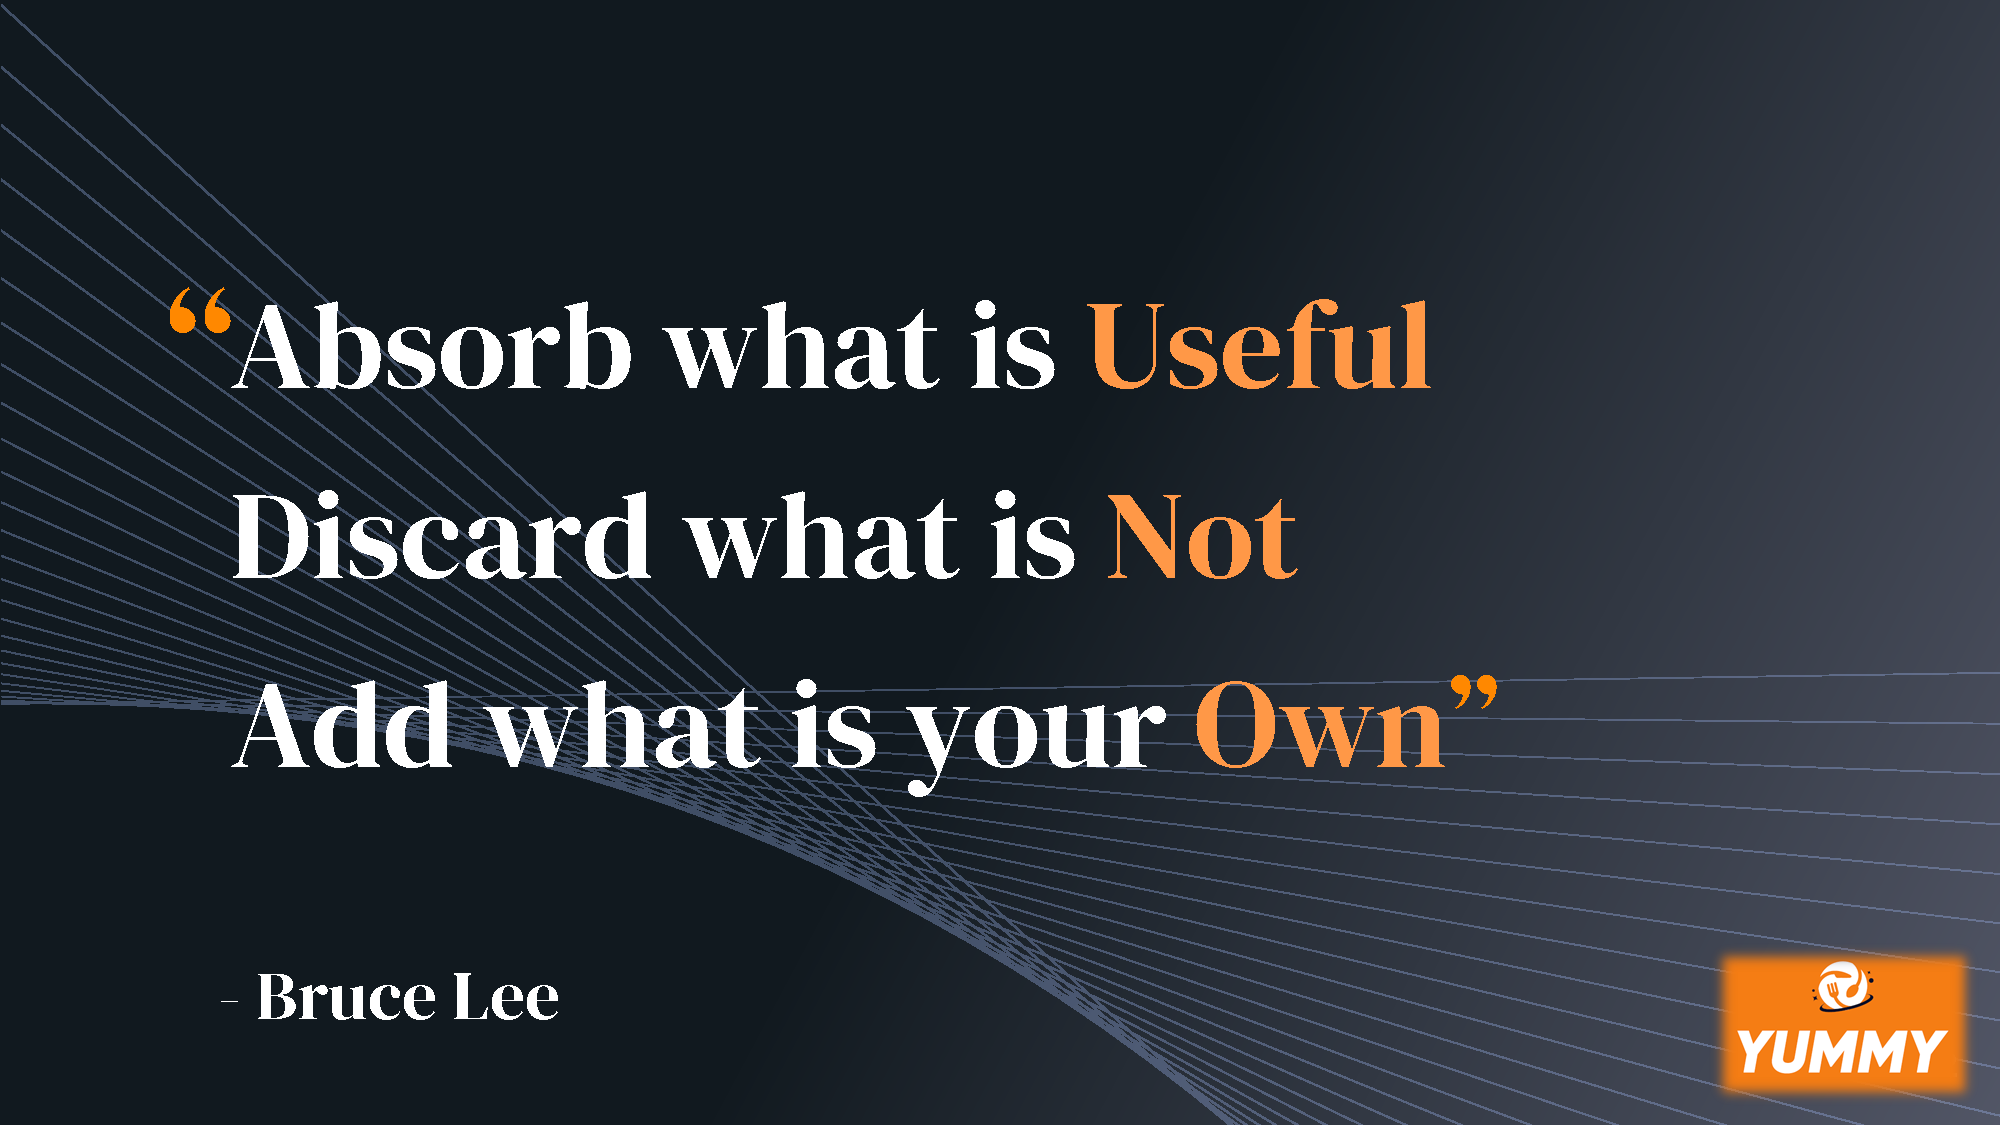 “Absorb what is Useful
Discard what is Not
Add what is your Own”
- Bruce Lee
YUMMY